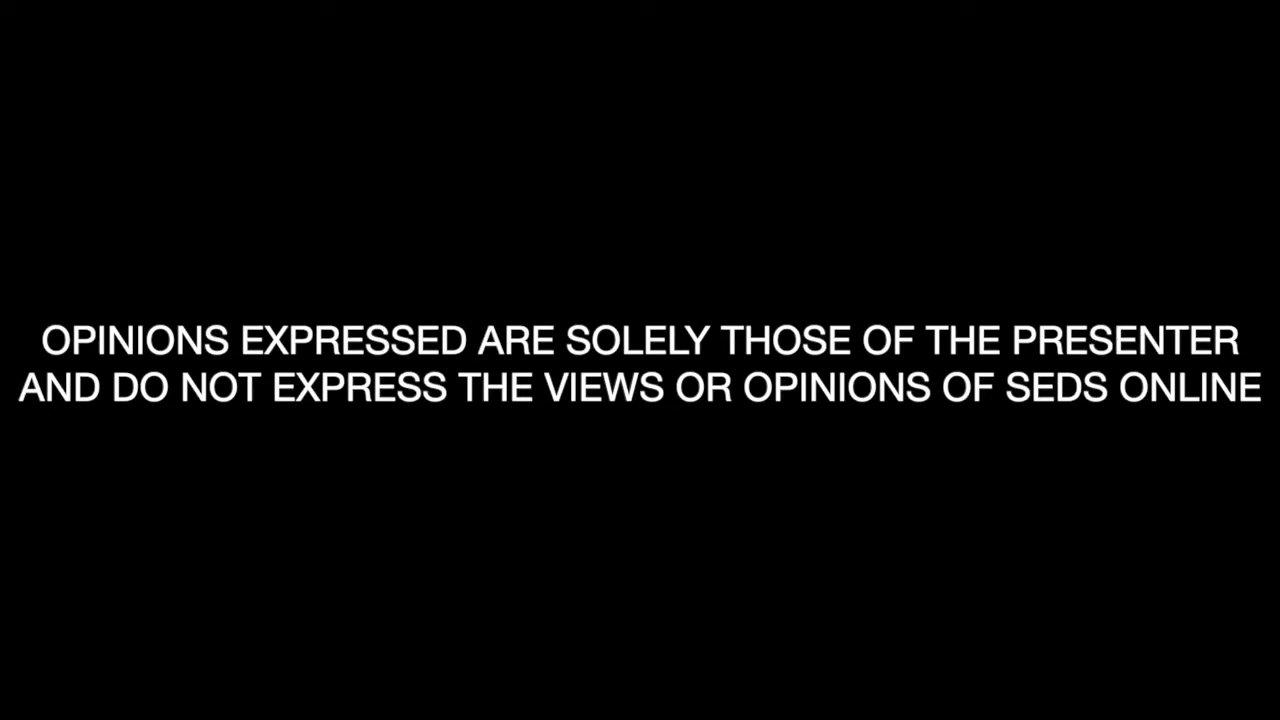 OPINIONS EXPRESSED ARE SOLELY THOSE OF THE PRESENTER
AND DO NOT EXPRESS THE VIEWS OR OPINIONS OF SEDS ONLINE